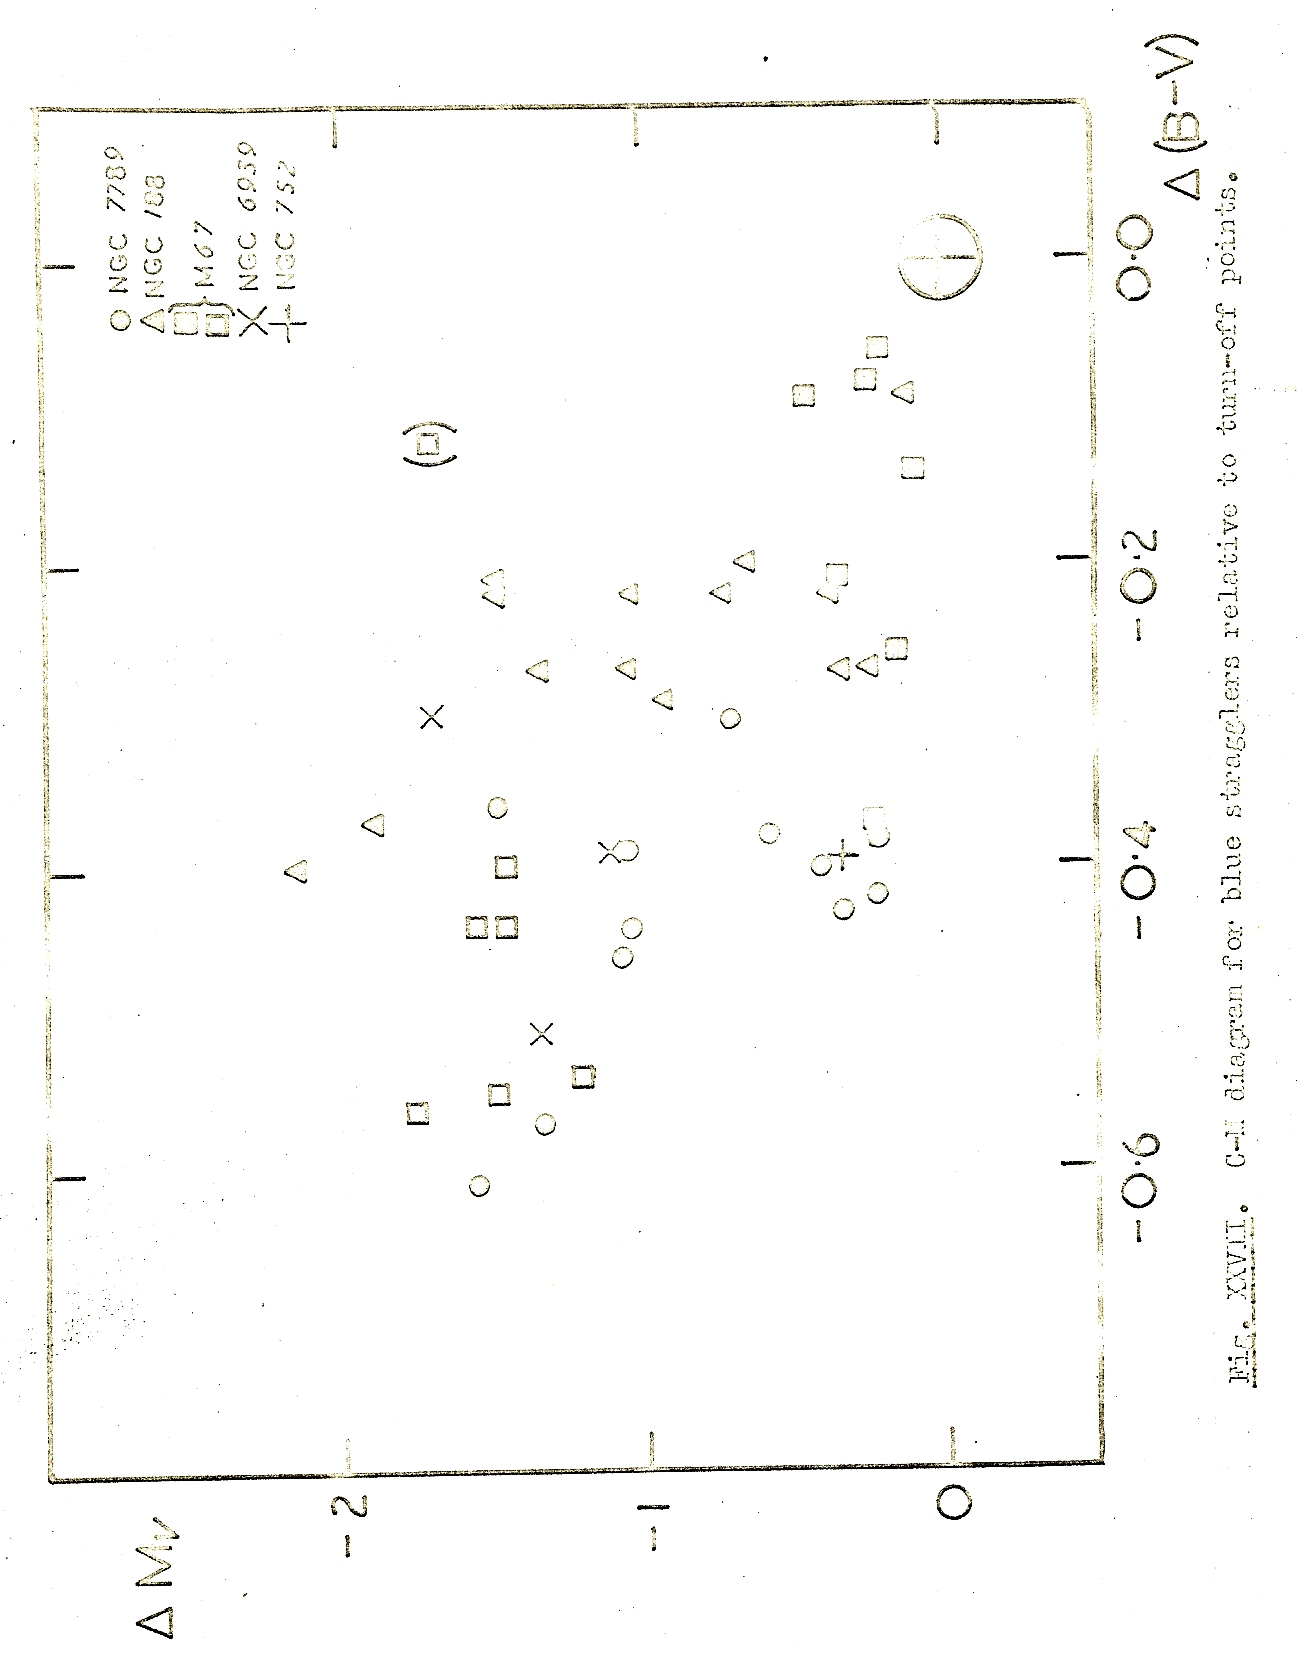 Δ Mv
-2
-1
0
○ NGC 7789
△ NGC 188
□
□ } M67
× NGC 6939
+ NGC 752
-0.6
-0.4
-0.2
0.0
Δ (B-V)
Fig. XXVII. C-M diagram for blue stragglers relative to turn-off points.